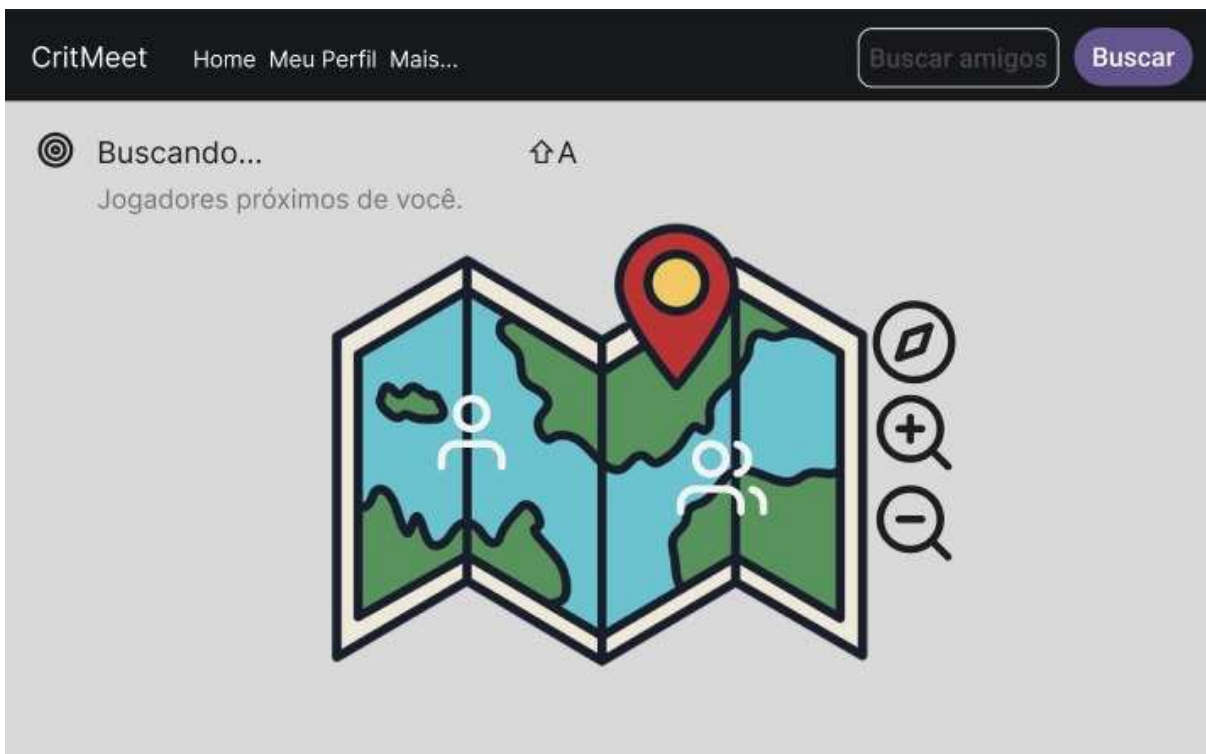 CritMeet Home Meu Perfil Mais... Buscar amigos Buscar
Buscando... ⇧A
Jogadores próximos de você.